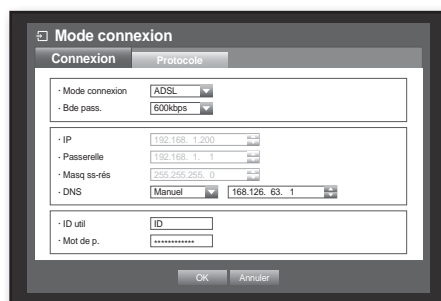 Mode connexion
Connexion Protocole
· Mode connexion ADSL
· Bde pass. 600kbps
· IP 192.168. 1.200
· Passerelle 192.168. 1. 1
· Masq ss-rés 255.255.255. 0
· DNS Manuel 168.126. 63. 1
· ID util ID
· Mot de p. ************
OK Annuler